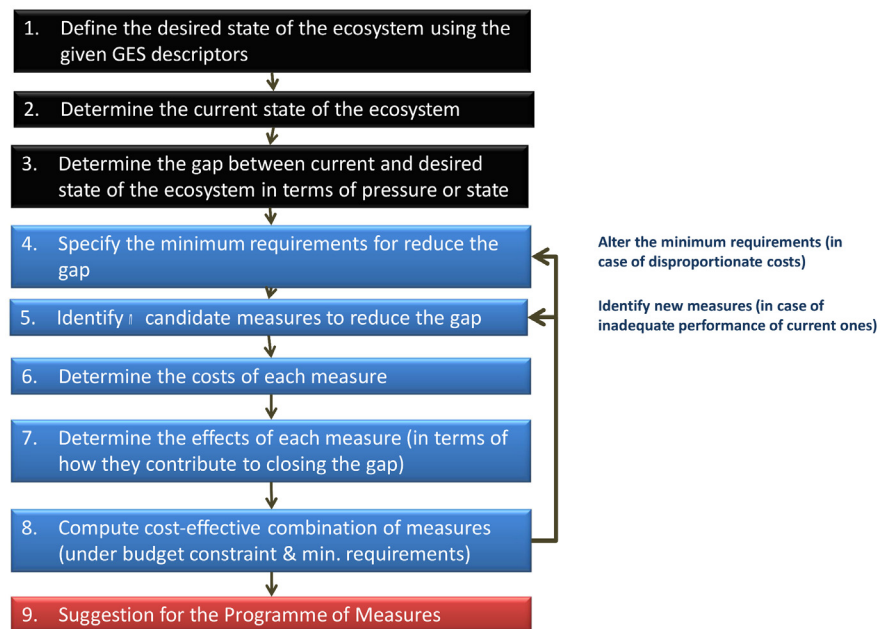 1. Define the desired state of the ecosystem using the
given GES descriptors
2. Determine the current state of the ecosystem
3. Determine the gap between current and desired
state of the ecosystem in terms of pressure or state
4. Specify the minimum requirements for reduce the
gap
Alter the minimum requirements (in
case of disproportionate costs)
5. Identify candidate measures to reduce the gap
Identify new measures (in case of
inadequate performance of current ones)
6. Determine the costs of each measure
7. Determine the effects of each measure (in terms of
how they contribute to closing the gap)
8. Compute cost-effective combination of measures
(under budget constraint & min. requirements)
9. Suggestion for the Programme of Measures